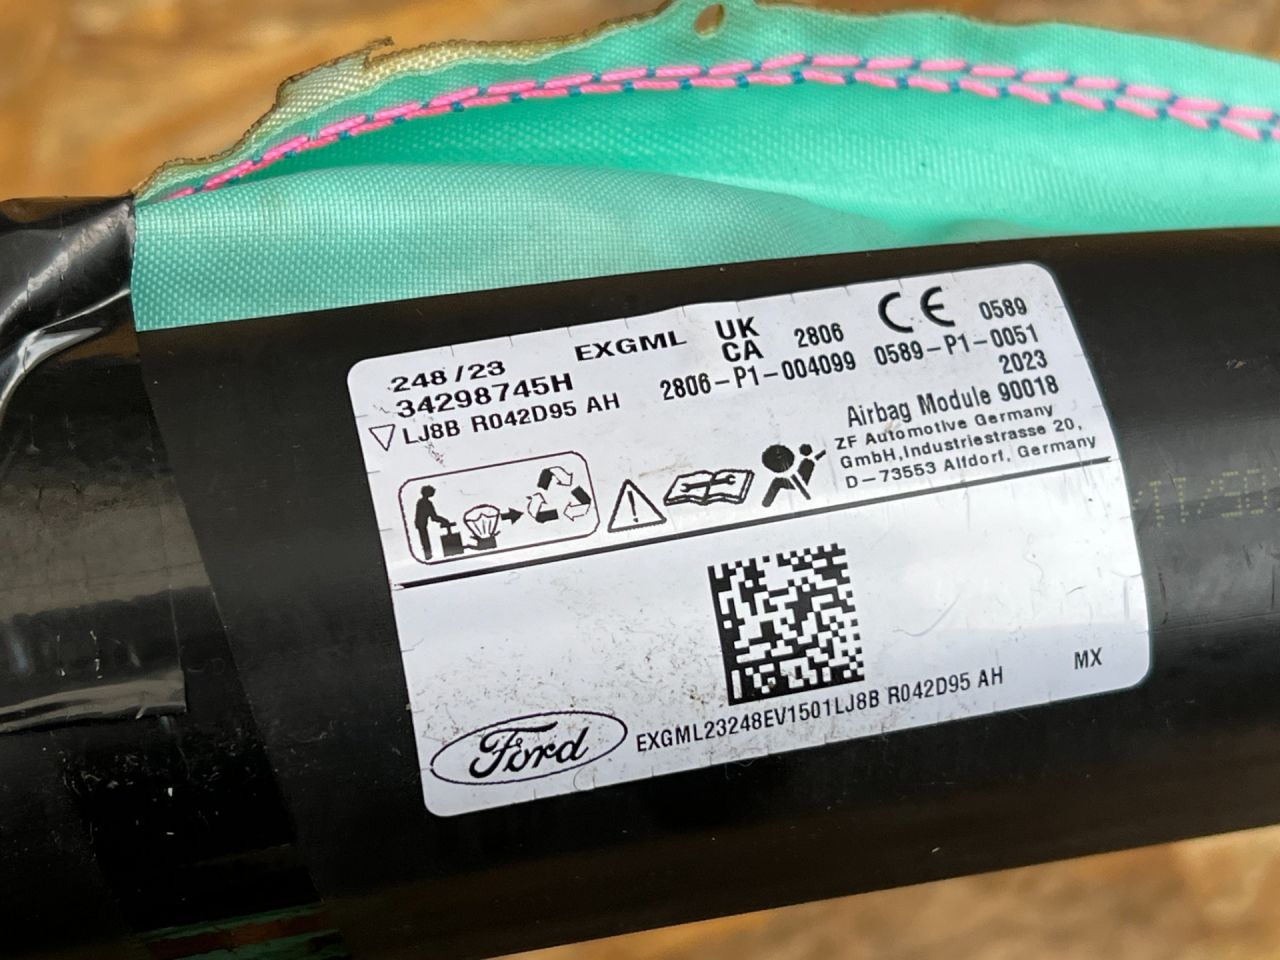 248/23 EXGML UK CA 2806 CE 0589
34298745H 2806-P1-004099 0589-P1-0051
LJ8B R042D95 AH 2023
Airbag Module 90018
ZF Automotive Germany
GmbH,Industriestrasse 20,
D-73553 Alfdorf, Germany
MX
Ford EXGML23248EV1501LJ8B R042D95 AH